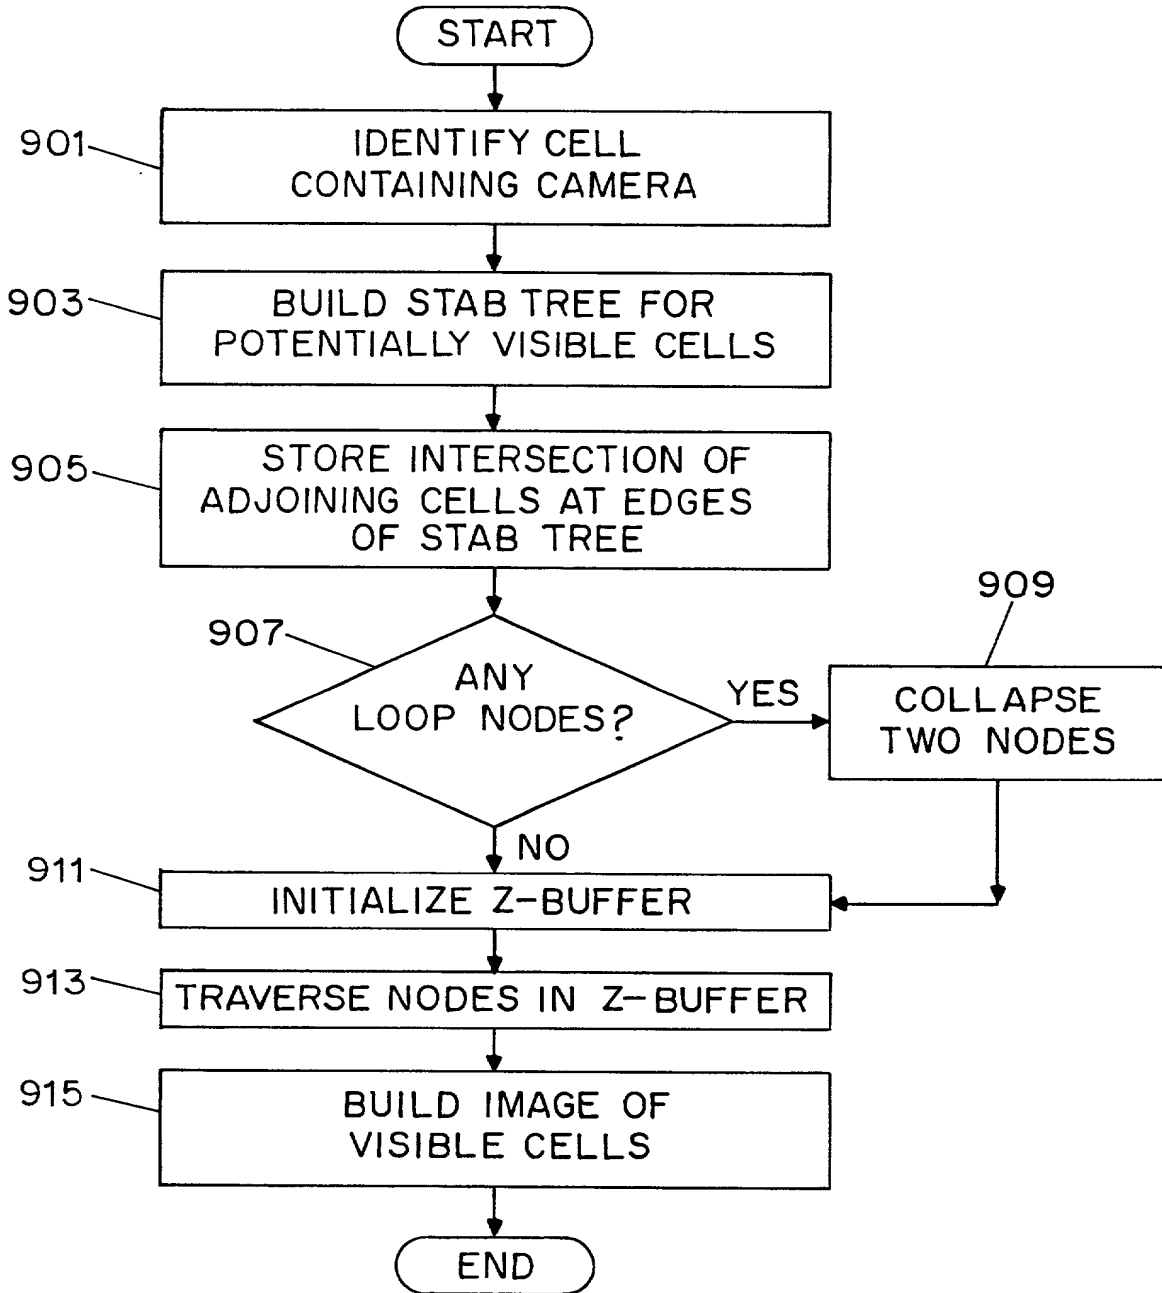 START
901
IDENTIFY CELL
CONTAINING CAMERA
903
BUILD STAB TREE FOR
POTENTIALLY VISIBLE CELLS
905
STORE INTERSECTION OF
ADJOINING CELLS AT EDGES
OF STAB TREE
907
ANY
LOOP NODES?
YES
909
COLLAPSE
TWO NODES
NO
911
INITIALIZE Z-BUFFER
913
TRAVERSE NODES IN Z-BUFFER
915
BUILD IMAGE OF
VISIBLE CELLS
END